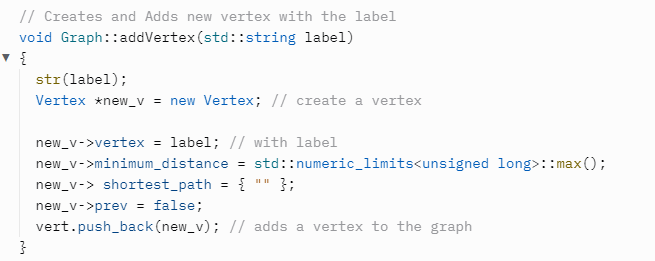 // Creates and Adds new vertex with the label
void Graph::addVertex(std::string label)
{
str(label);
Vertex *new_v = new Vertex; // create a vertex
new_v->vertex = label; // with label
new_v->minimum_distance = std::numeric_limits<unsigned long>::max();
new_v-> shortest_path = { "" };
new_v->prev = false;
vert.push_back(new_v); // adds a vertex to the graph
}